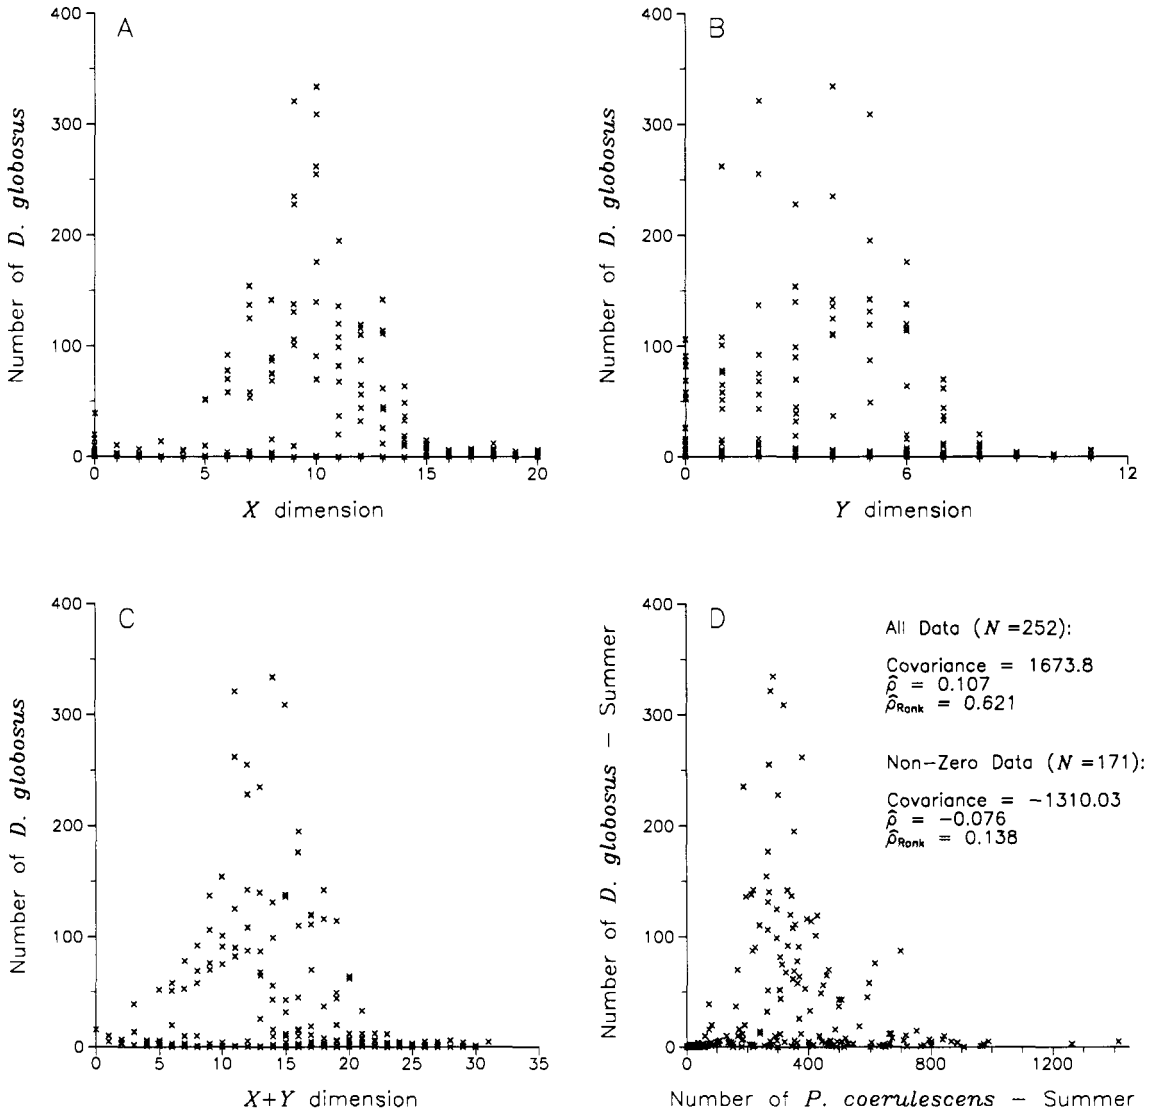 A
400
300
200
100
0
0
5
10
15
20
Number of D. globosus
X dimension
B
400
300
200
100
0
0
6
12
Number of D. globosus
Y dimension
C
400
300
200
100
0
0
5
10
15
20
25
30
35
Number of D. globosus
X+Y dimension
D
400
300
200
100
0
0
400
800
1200
Number of D. globosus – Summer
Number of P. coerulescens – Summer
All Data (N =252):
Covariance = 1673.8
ρ̂ = 0.107
ρ̂Rank = 0.621
Non–Zero Data (N =171):
Covariance = –1310.03
ρ̂ = –0.076
ρ̂Rank = 0.138